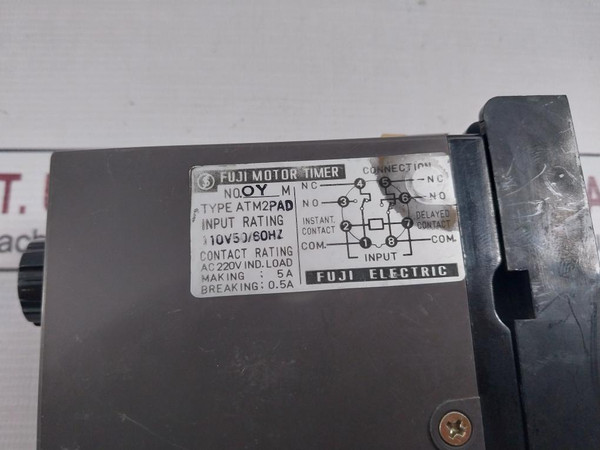 FUJI MOTOR TIMER
NO. OY M
TYPE ATM2PAD
INPUT RATING
110V50/60HZ
CONTACT RATING
AC220V IND. LOAD
MAKING : 5A
BREAKING : 0.5A
CONNECTION
NC 4 5 NC
NO 3 6 NO
INSTANT. CONTACT 2 7 DELAYED CONTACT
COM. 1 8 COM.
INPUT
FUJI ELECTRIC